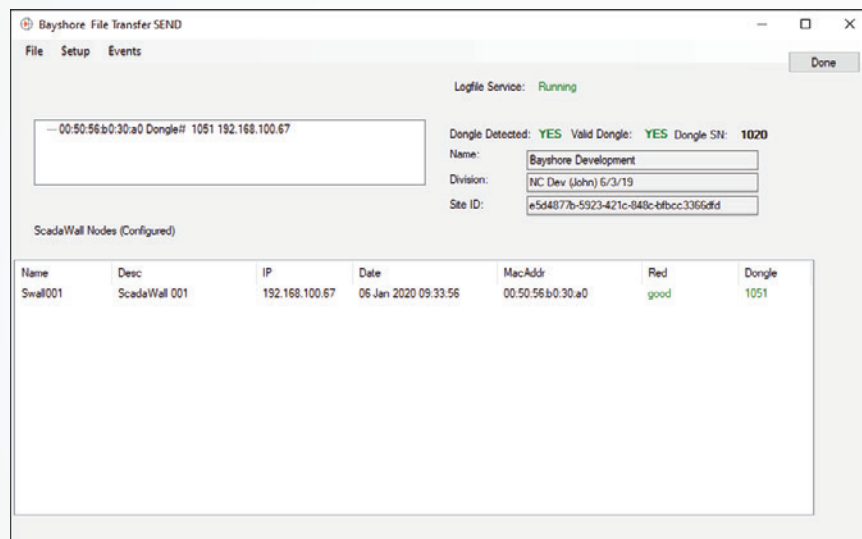 Bayshore File Transfer SEND
File Setup Events
Done
Logfile Service: Running
00:50:56:b0:30:a0 Dongle# 1051 192.168.100.67
Dongle Detected: YES Valid Dongle: YES Dongle SN: 1020
Name: Bayshore Development
Division: NC Dev (John) 6/3/19
Site ID: e5d4877b-5923-421c-848c-bfbcc3366dfd
ScadaWall Nodes (Configured)
Name Desc IP Date MacAddr Red Dongle
Swall001 ScadaWall 001 192.168.100.67 06 Jan 2020 09:33:56 00:50:56:b0:30:a0 good 1051